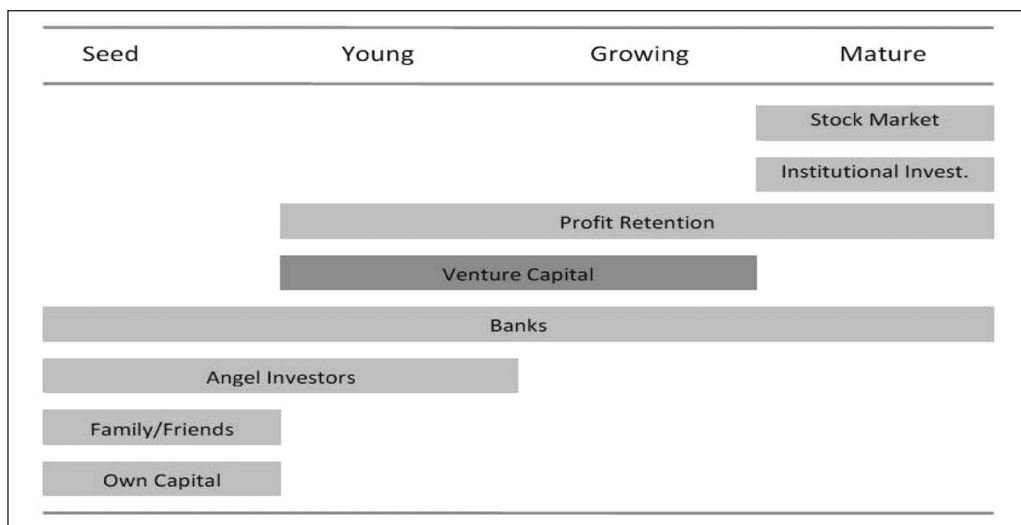 Seed Young Growing Mature
Stock Market
Institutional Invest.
Profit Retention
Venture Capital
Banks
Angel Investors
Family/Friends
Own Capital